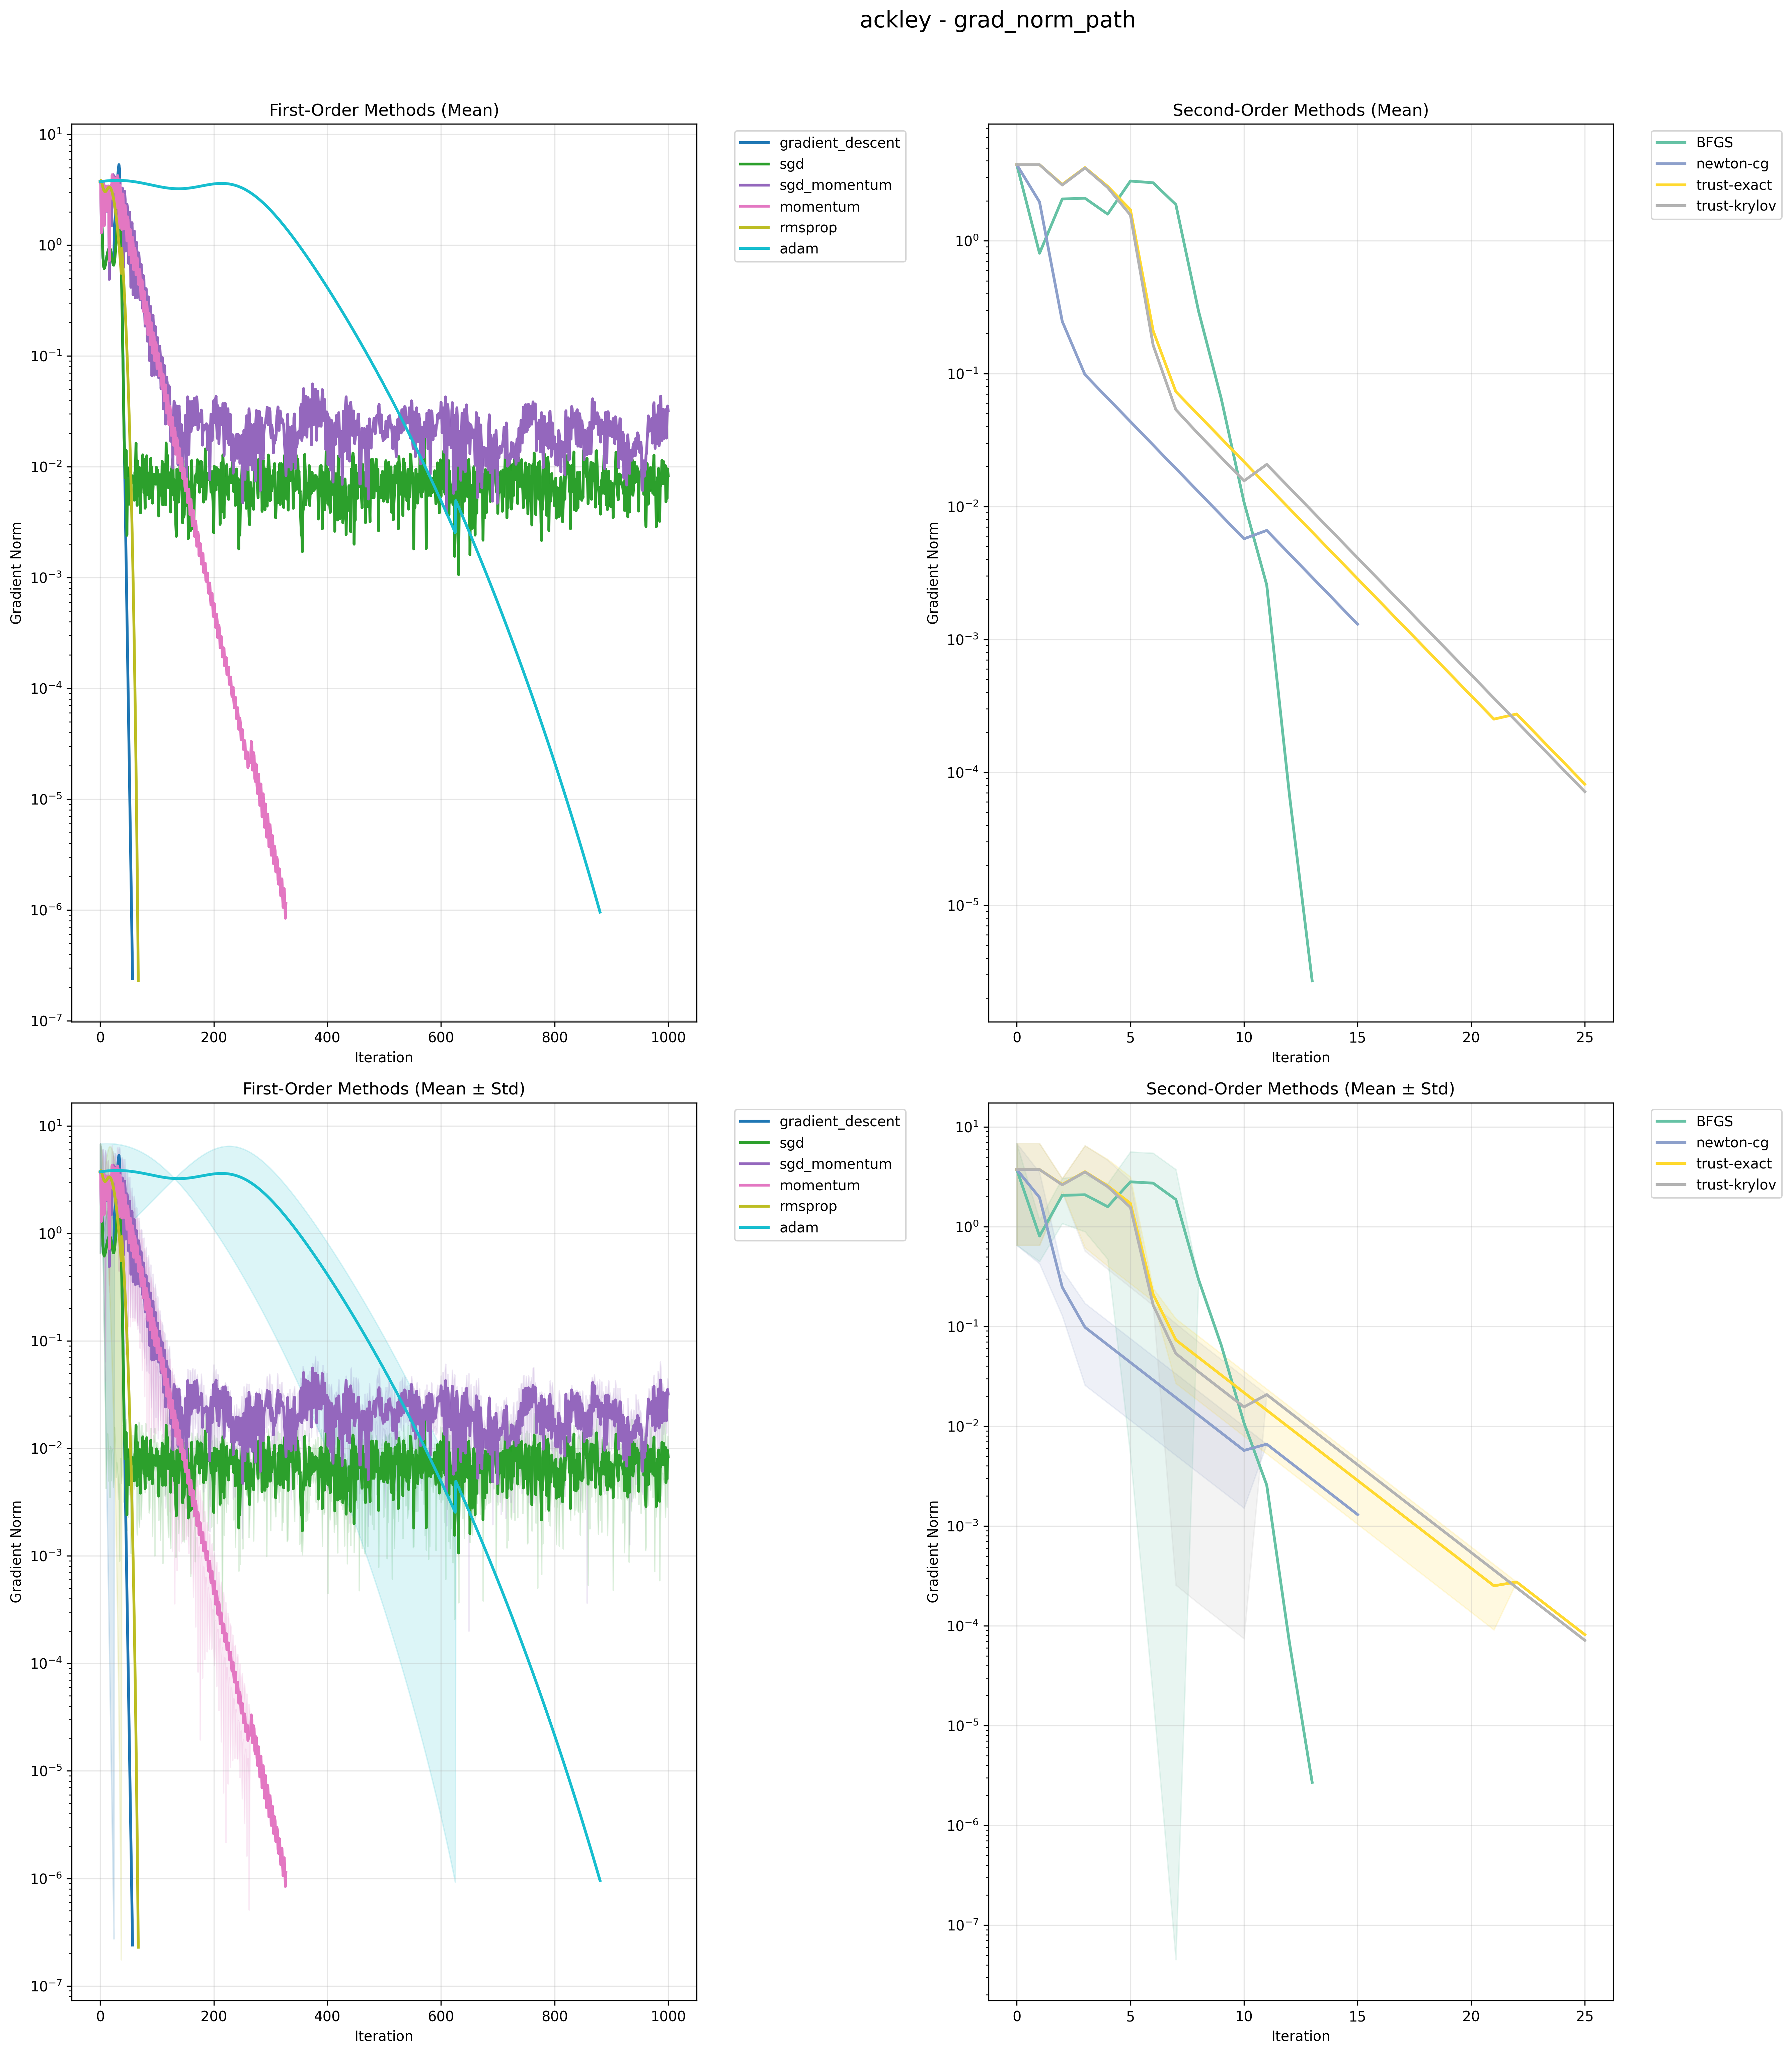 ackley - grad_norm_path
First-Order Methods (Mean)
10¹
10⁰
10⁻¹
10⁻²
10⁻³
10⁻⁴
10⁻⁵
10⁻⁶
10⁻⁷
Gradient Norm
0 200 400 600 800 1000
Iteration
gradient_descent
sgd
sgd_momentum
momentum
rmsprop
adam
Second-Order Methods (Mean)
10⁰
10⁻¹
10⁻²
10⁻³
10⁻⁴
10⁻⁵
Gradient Norm
0 5 10 15 20 25
Iteration
BFGS
newton-cg
trust-exact
trust-krylov
First-Order Methods (Mean ± Std)
10¹
10⁰
10⁻¹
10⁻²
10⁻³
10⁻⁴
10⁻⁵
10⁻⁶
10⁻⁷
Gradient Norm
0 200 400 600 800 1000
Iteration
gradient_descent
sgd
sgd_momentum
momentum
rmsprop
adam
Second-Order Methods (Mean ± Std)
10¹
10⁰
10⁻¹
10⁻²
10⁻³
10⁻⁴
10⁻⁵
10⁻⁶
10⁻⁷
Gradient Norm
0 5 10 15 20 25
Iteration
BFGS
newton-cg
trust-exact
trust-krylov